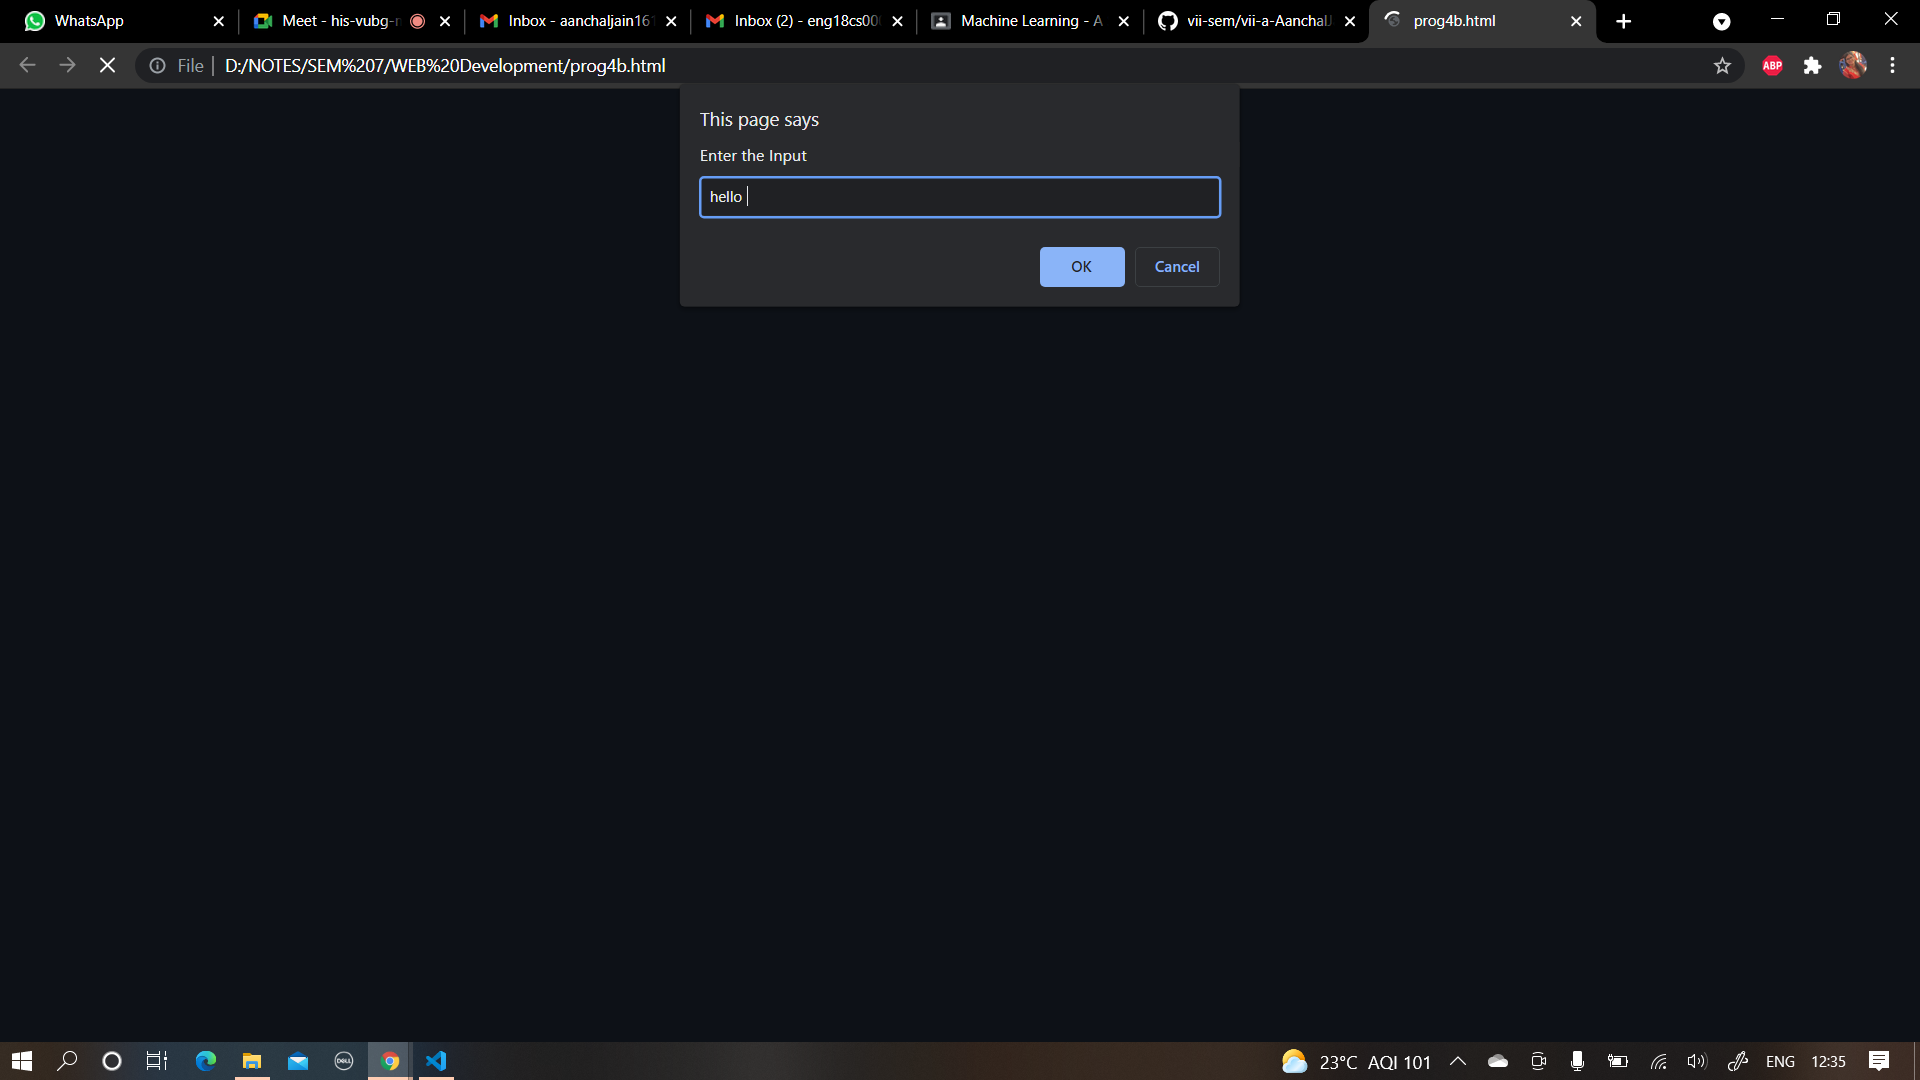 WhatsApp
Meet - his-vubg-
Inbox - aanchaljain161
Inbox (2) - eng18cs00
Machine Learning - A
vii-sem/vii-a-AanchalJ
prog4b.html
File
D:/NOTES/SEM%207/WEB%20Development/prog4b.html
ABP
This page says
Enter the Input
hello
OK
Cancel
DELL
23°C AQI 101
ENG
12:35